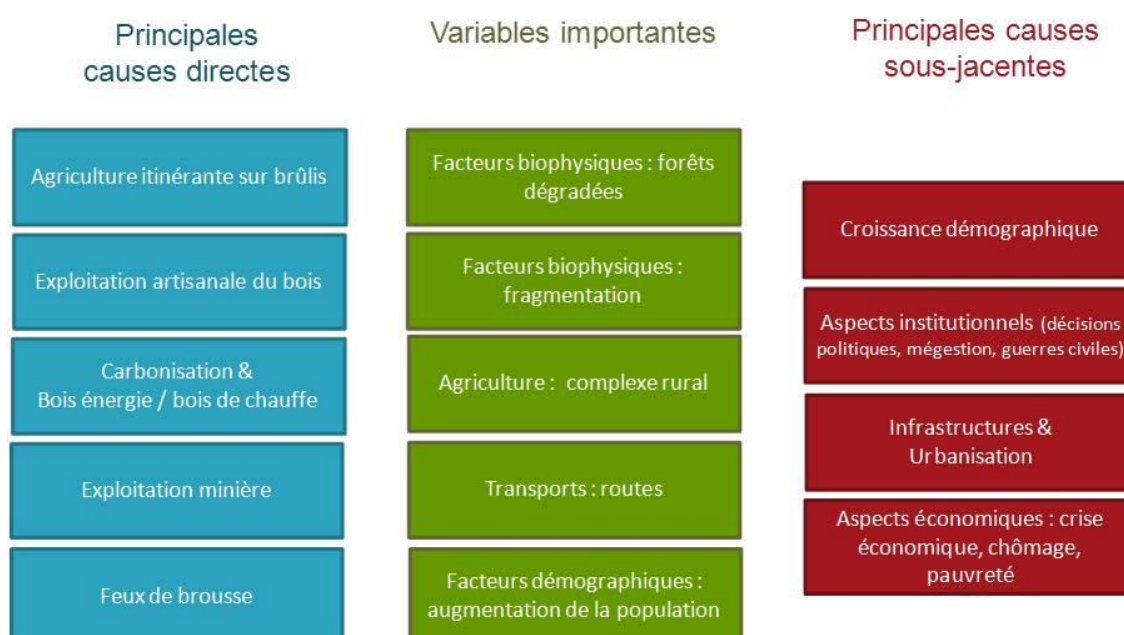 Principales
causes directes
Agriculture itinérante sur brûlis
Exploitation artisanale du bois
Carbonisation &
Bois énergie / bois de chauffe
Exploitation minière
Feux de brousse
Variables importantes
Facteurs biophysiques : forêts
dégradées
Facteurs biophysiques :
fragmentation
Agriculture : complexe rural
Transports : routes
Facteurs démographiques :
augmentation de la population
Principales causes
sous-jacentes
Croissance démographique
Aspects institutionnels (décisions
politiques, mégestion, guerres civiles)
Infrastructures &
Urbanisation
Aspects économiques : crise
économique, chômage,
pauvreté